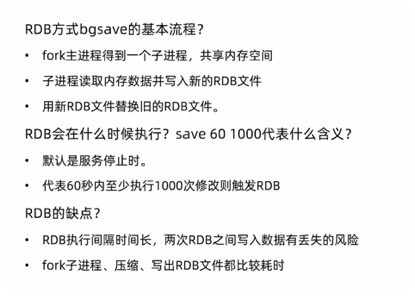 RDB方式bgsave的基本流程？
• fork主进程得到一个子进程，共享内存空间
• 子进程读取内存数据并写入新的RDB文件
• 用新RDB文件替换旧的RDB文件。
RDB会在什么时候执行？save 60 1000代表什么含义？
• 默认是服务停止时。
• 代表60秒内至少执行1000次修改则触发RDB
RDB的缺点？
• RDB执行间隔时间长，两次RDB之间写入数据有丢失的风险
• fork子进程、压缩、写出RDB文件都比较耗时